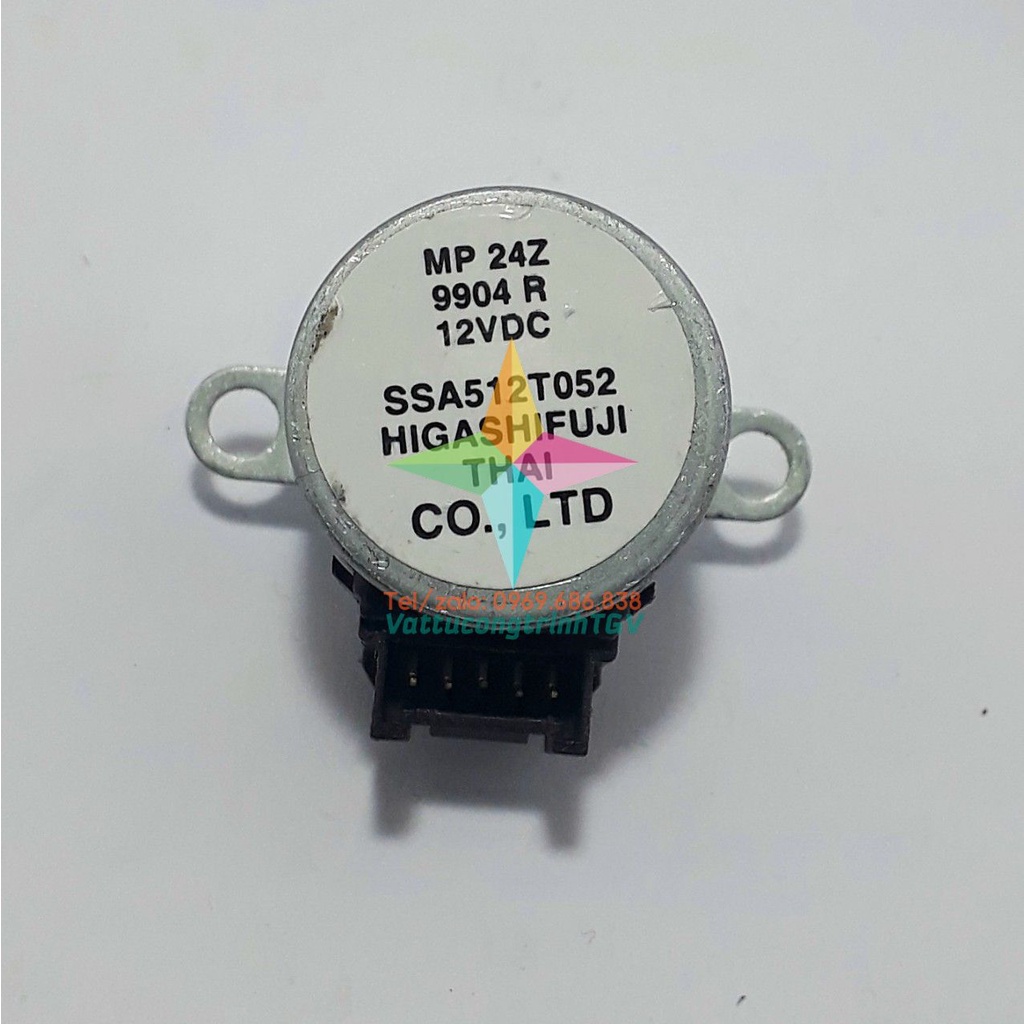 MP 24Z
9904 R
12VDC
SSA512T052
HIGASHIFUJI
THAI
CO., LTD
Tel/zalo: 0969.686.838
VattucongtrinhTGV